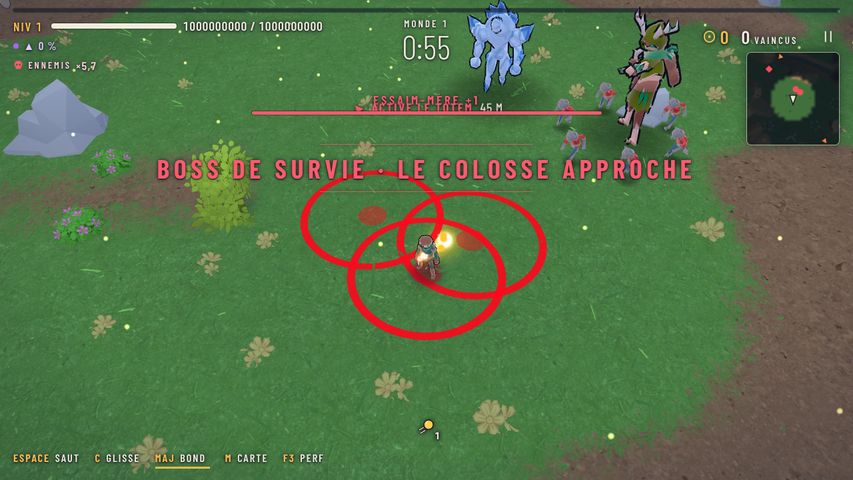 NIV 1 1000000000 / 1000000000
▲ 0 %
ENNEMIS ×5,7
MONDE 1
0:55
0 0 VAINCUS
ESSAIM-MÈRE +1
ACTIVE LE TOTEM 45 M
BOSS DE SURVIE · LE COLOSSE APPROCHE
1
ESPACE SAUT C GLISSE MAJ BOND M CARTE F3 PERF